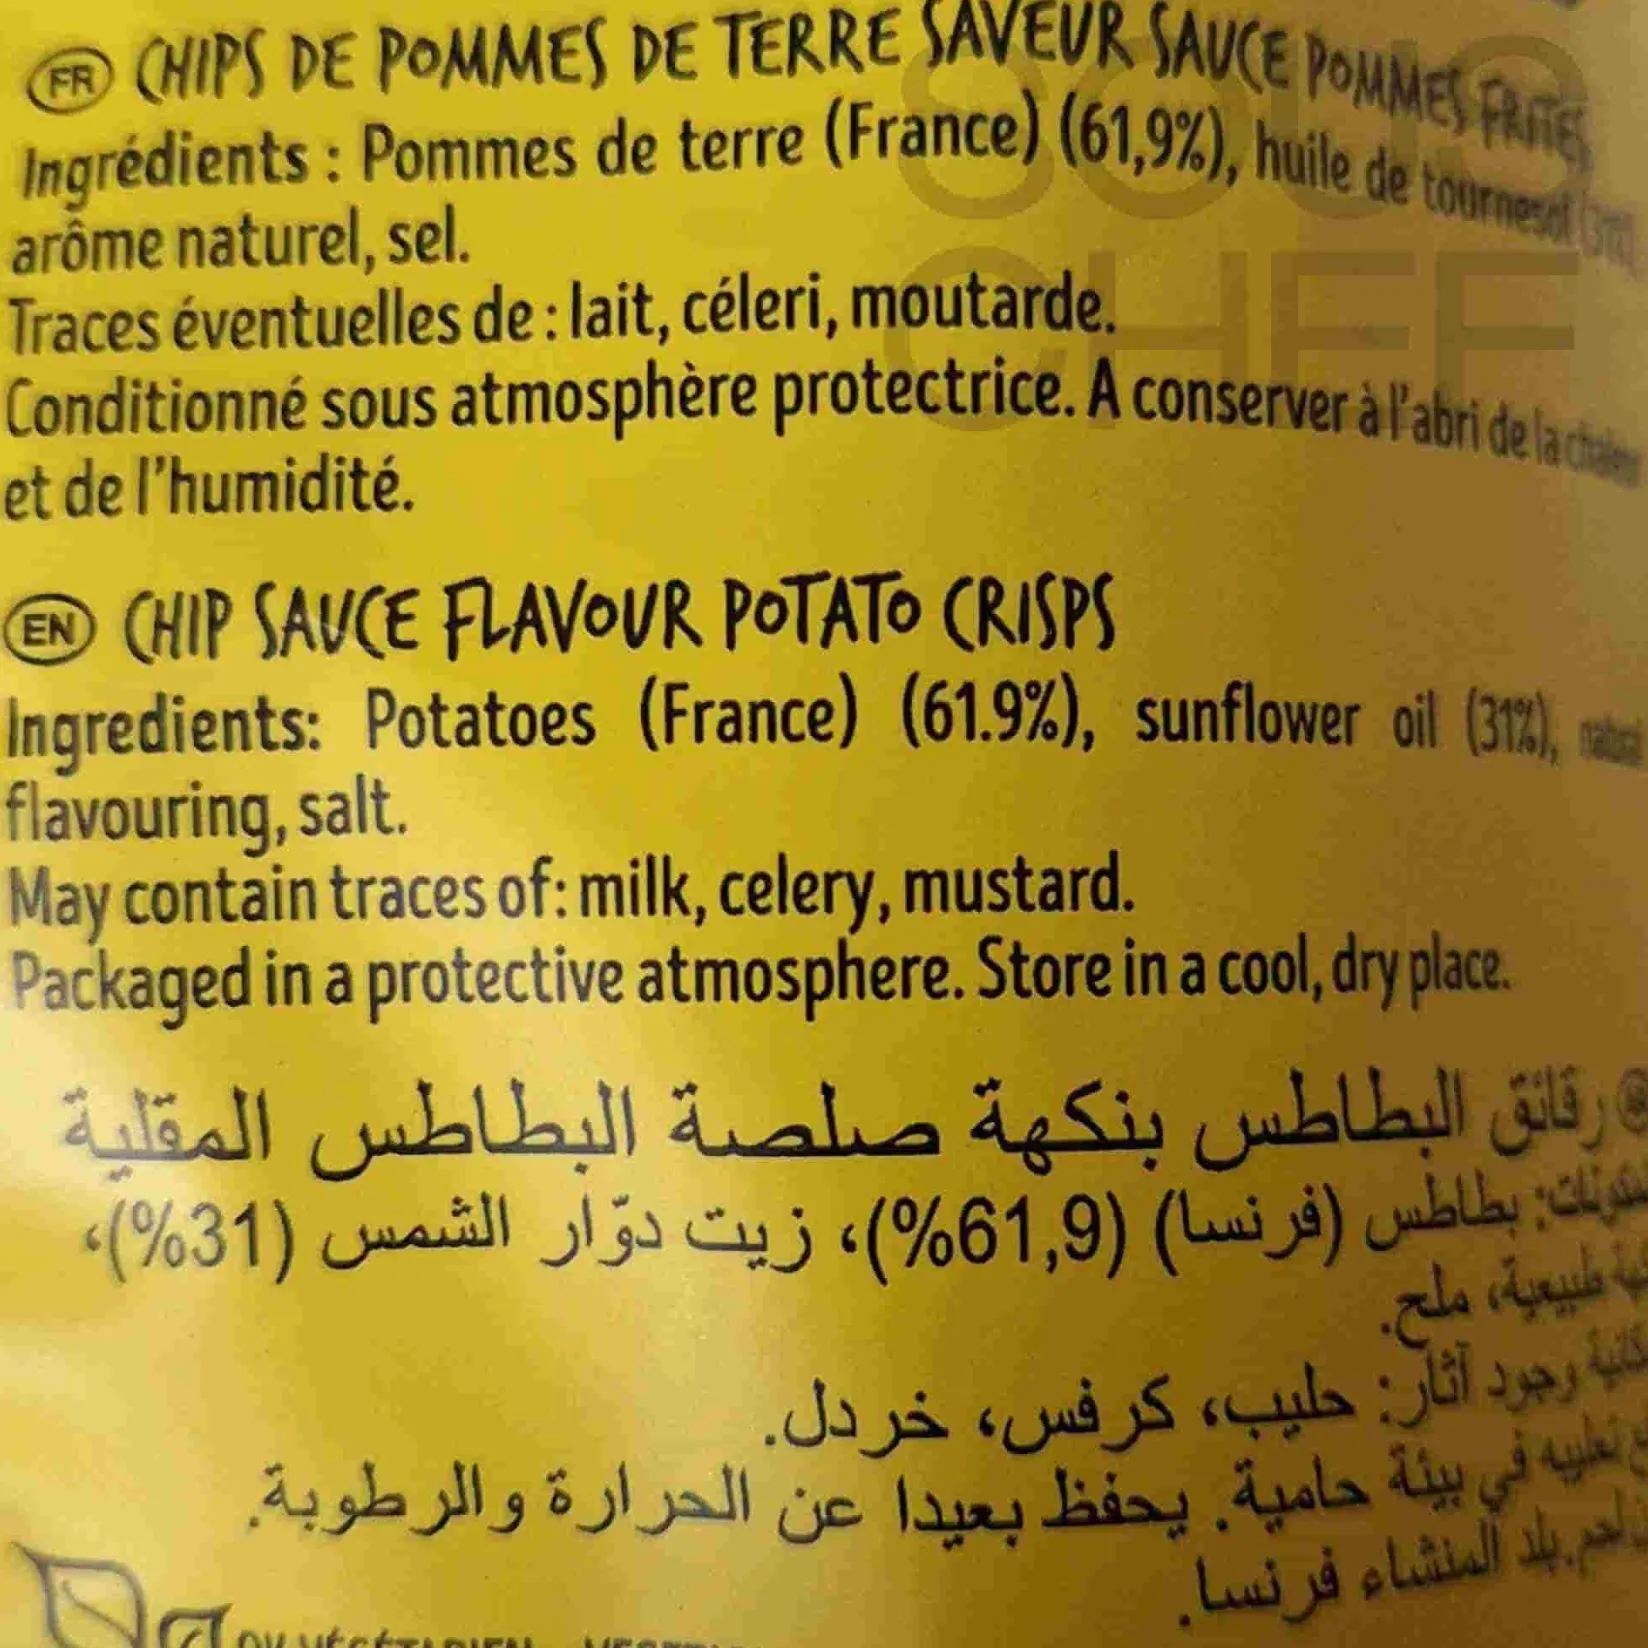 FR CHIPS DE POMMES DE TERRE SAVEUR SAUCE POMMES FRITES
Ingrédients : Pommes de terre (France) (61,9%), huile de tournesol
arôme naturel, sel.
Traces éventuelles de : lait, céleri, moutarde.
Conditionné sous atmosphère protectrice. A conserver à l'abri de la chaleur
et de l'humidité.
SOUS
CHEF
EN CHIP SAUCE FLAVOUR POTATO CRISPS
Ingredients: Potatoes (France) (61.9%), sunflower oil (31%), natural
flavouring, salt.
May contain traces of: milk, celery, mustard.
Packaged in a protective atmosphere. Store in a cool, dry place.
رقائق البطاطس بنكهة صلصة البطاطس المقلية
بطاطس (فرنسا) (61,9%)، زيت دوّار الشمس (31%)،
طبيعية، ملح.
وجود آثار: حليب، كرفس، خردل.
تعليبه في بيئة حامية. يحفظ بعيدا عن الحرارة والرطوبة.
بلد المنشاء فرنسا.